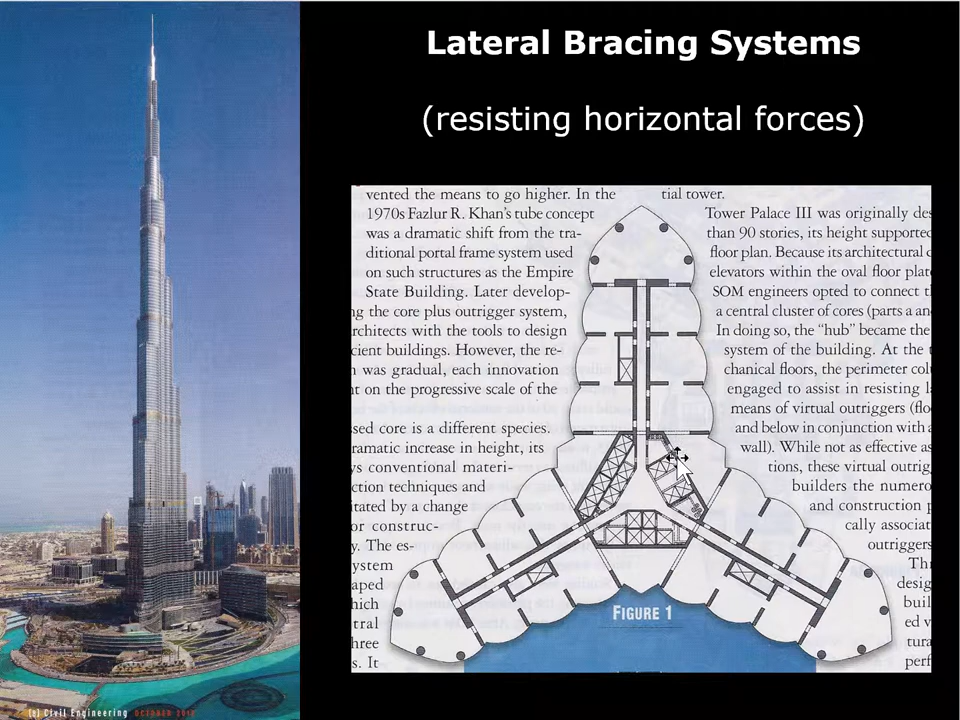 Lateral Bracing Systems
(resisting horizontal forces)
vented the means to go higher. In the
1970s Fazlur R. Khan's tube concept
was a dramatic shift from the tra-
ditional portal frame system used
on such structures as the Empire
State Building. Later develop-
ng the core plus outrigger system,
rchitects with the tools to design
cient buildings. However, the re-
was gradual, each innovation
nt on the progressive scale of the
sed core is a different species.
ramatic increase in height, its
ys conventional materi-
ction techniques and
itated by a change
or construc-
y. The es-
ystem
aped
hich
tral
hree
s. It
tial tower.
Tower Palace III was originally des
than 90 stories, its height supported
floor plan. Because its architectural
elevators within the oval floor plat
SOM engineers opted to connect t
a central cluster of cores (parts a an
In doing so, the "hub" became the
system of the building. At the t
chanical floors, the perimeter col
engaged to assist in resisting l
means of virtual outriggers (flo
and below in conjunction with a
wall). While not as effective as
tions, these virtual outrig
builders the numero
and construction p
cally associat
outriggers
Th
desig
buil
ed v
tura
perf
FIGURE 1
Civil Engineering OCTOBER